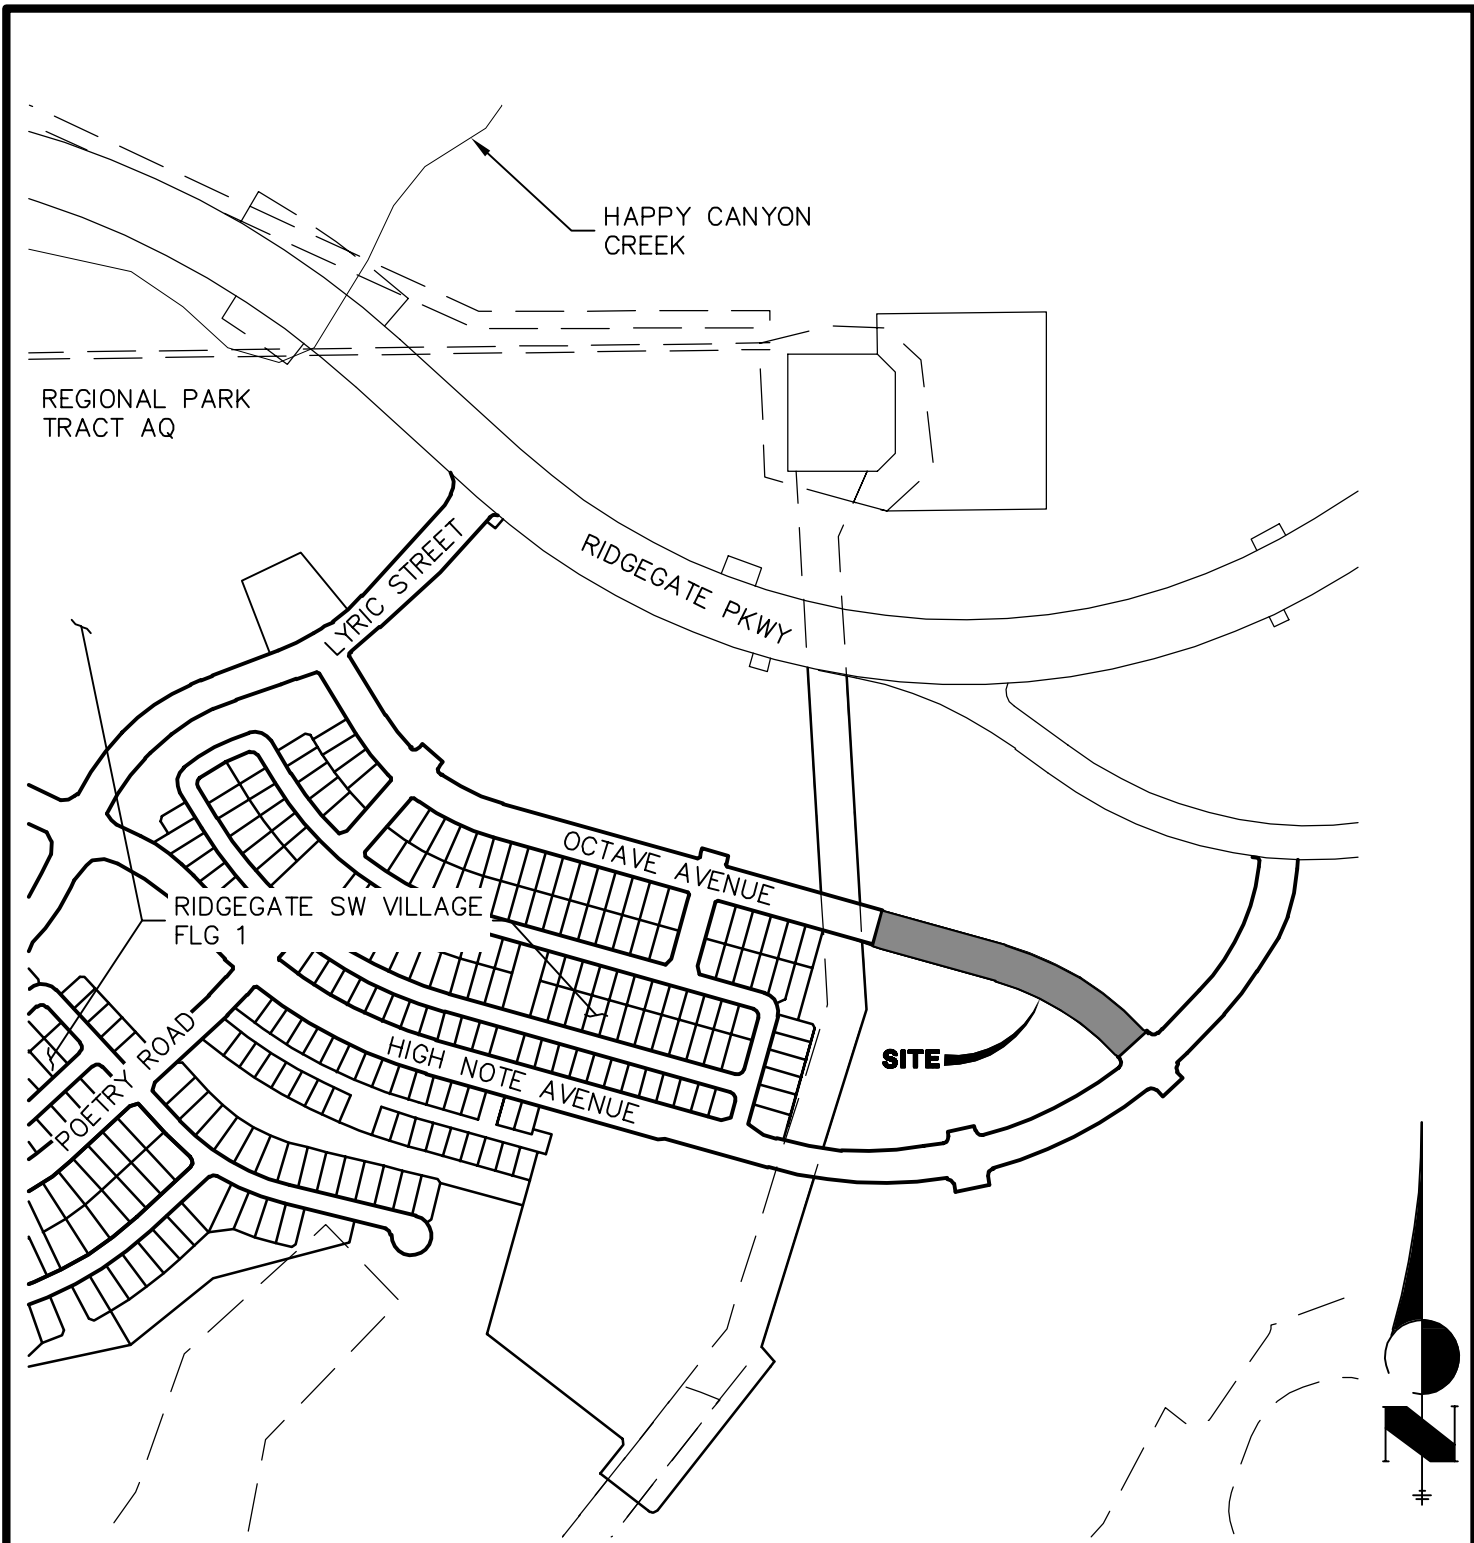 HAPPY CANYON
CREEK
REGIONAL PARK
TRACT AQ
LYRIC STREET
RIDGEGATE PKWY
OCTAVE AVENUE
RIDGEGATE SW VILLAGE
FLG 1
POETRY ROAD
HIGH NOTE AVENUE
SITE
N